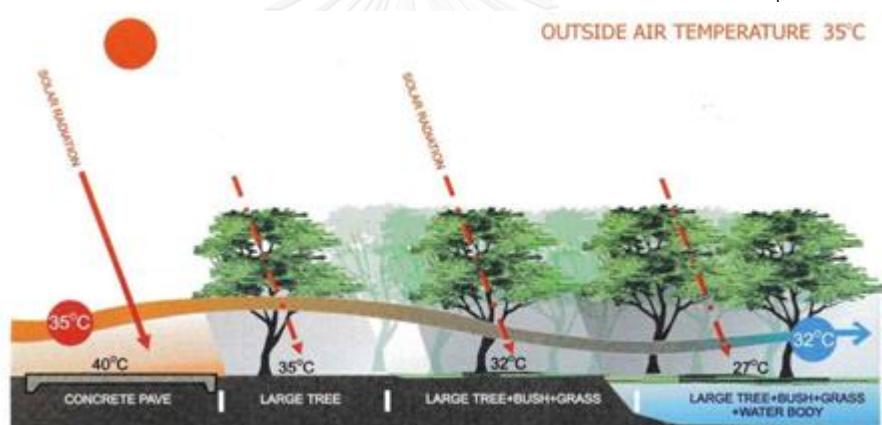 OUTSIDE AIR TEMPERATURE 35°C
SOLAR RADIATION
SOLAR RADIATION
35°C
32°C
40°C
35°C
32°C
27°C
CONCRETE PAVE
LARGE TREE
LARGE TREE+BUSH+GRASS
LARGE TREE+BUSH+GRASS
+WATER BODY